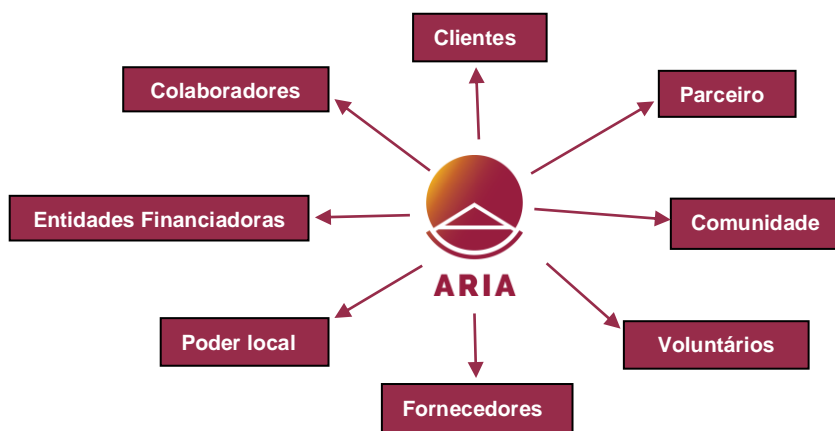 Clientes
Colaboradores
Parceiro
Entidades Financiadoras
Comunidade
ARIA
Poder local
Voluntários
Fornecedores